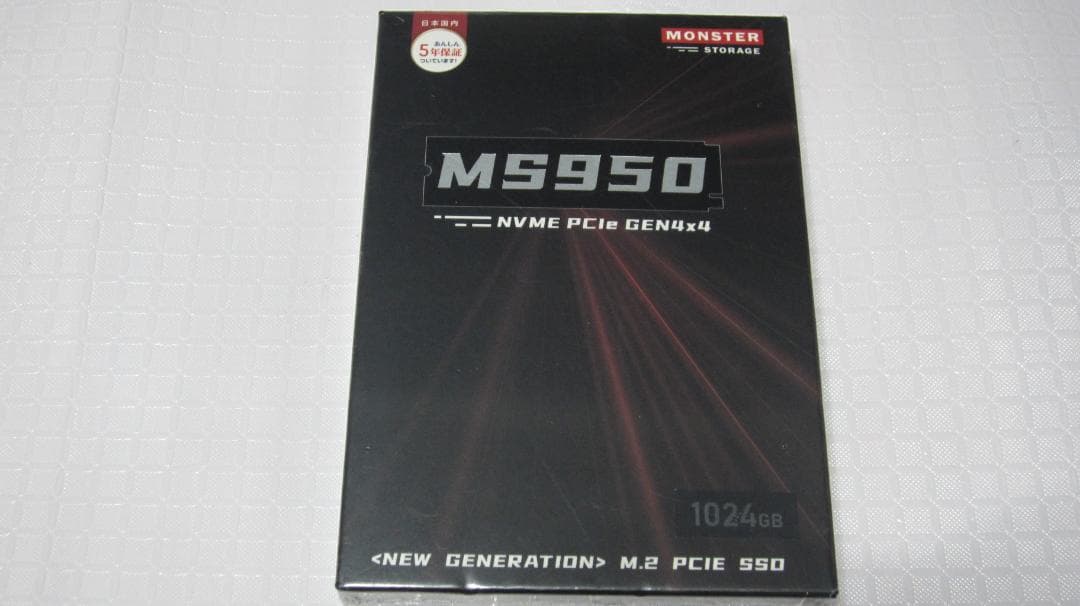 日本国内
あんしん
5年保証
ついています!
MONSTER
STORAGE
MS950
NVME PCIe GEN4x4
1024GB
<NEW GENERATION> M.2 PCIE SSD